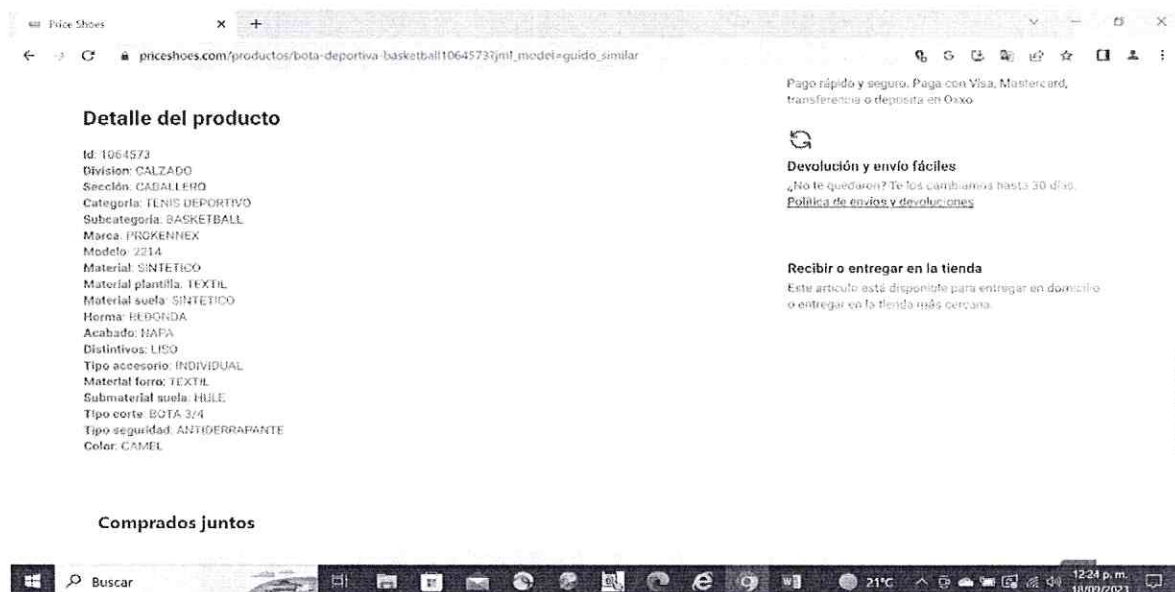 Price Shoes
priceshoes.com/productos/bota-deportiva-basketball1064573?jml_model=guido_similar
Pago rápido y seguro. Paga con Visa, Mastercard,
transferencia o deposita en Oxxo
Detalle del producto
Id: 1064573
Division: CALZADO
Sección: CABALLERO
Categoría: TENIS DEPORTIVO
Subcategoria: BASKETBALL
Marca: PROKENNEX
Modelo: 2214
Material: SINTETICO
Material plantilla: TEXTIL
Material suela: SINTETICO
Horma: REDONDA
Acabado: NAPA
Distintivos: LISO
Tipo accesorio: INDIVIDUAL
Material forro: TEXTIL
Submaterial suela: HULE
Tipo corte: BOTA 3/4
Tipo seguridad: ANTIDERRAPANTE
Color: CAMEL
Devolución y envío fáciles
¿No te quedaron? Te los cambiamos hasta 30 días.
Política de envíos y devoluciones
Recibir o entregar en la tienda
Este articulo está disponible para entregar en domicilio
o entregar en la tienda más cercana.
Comprados juntos
Buscar
21°C
12:24 p. m.
18/09/2023